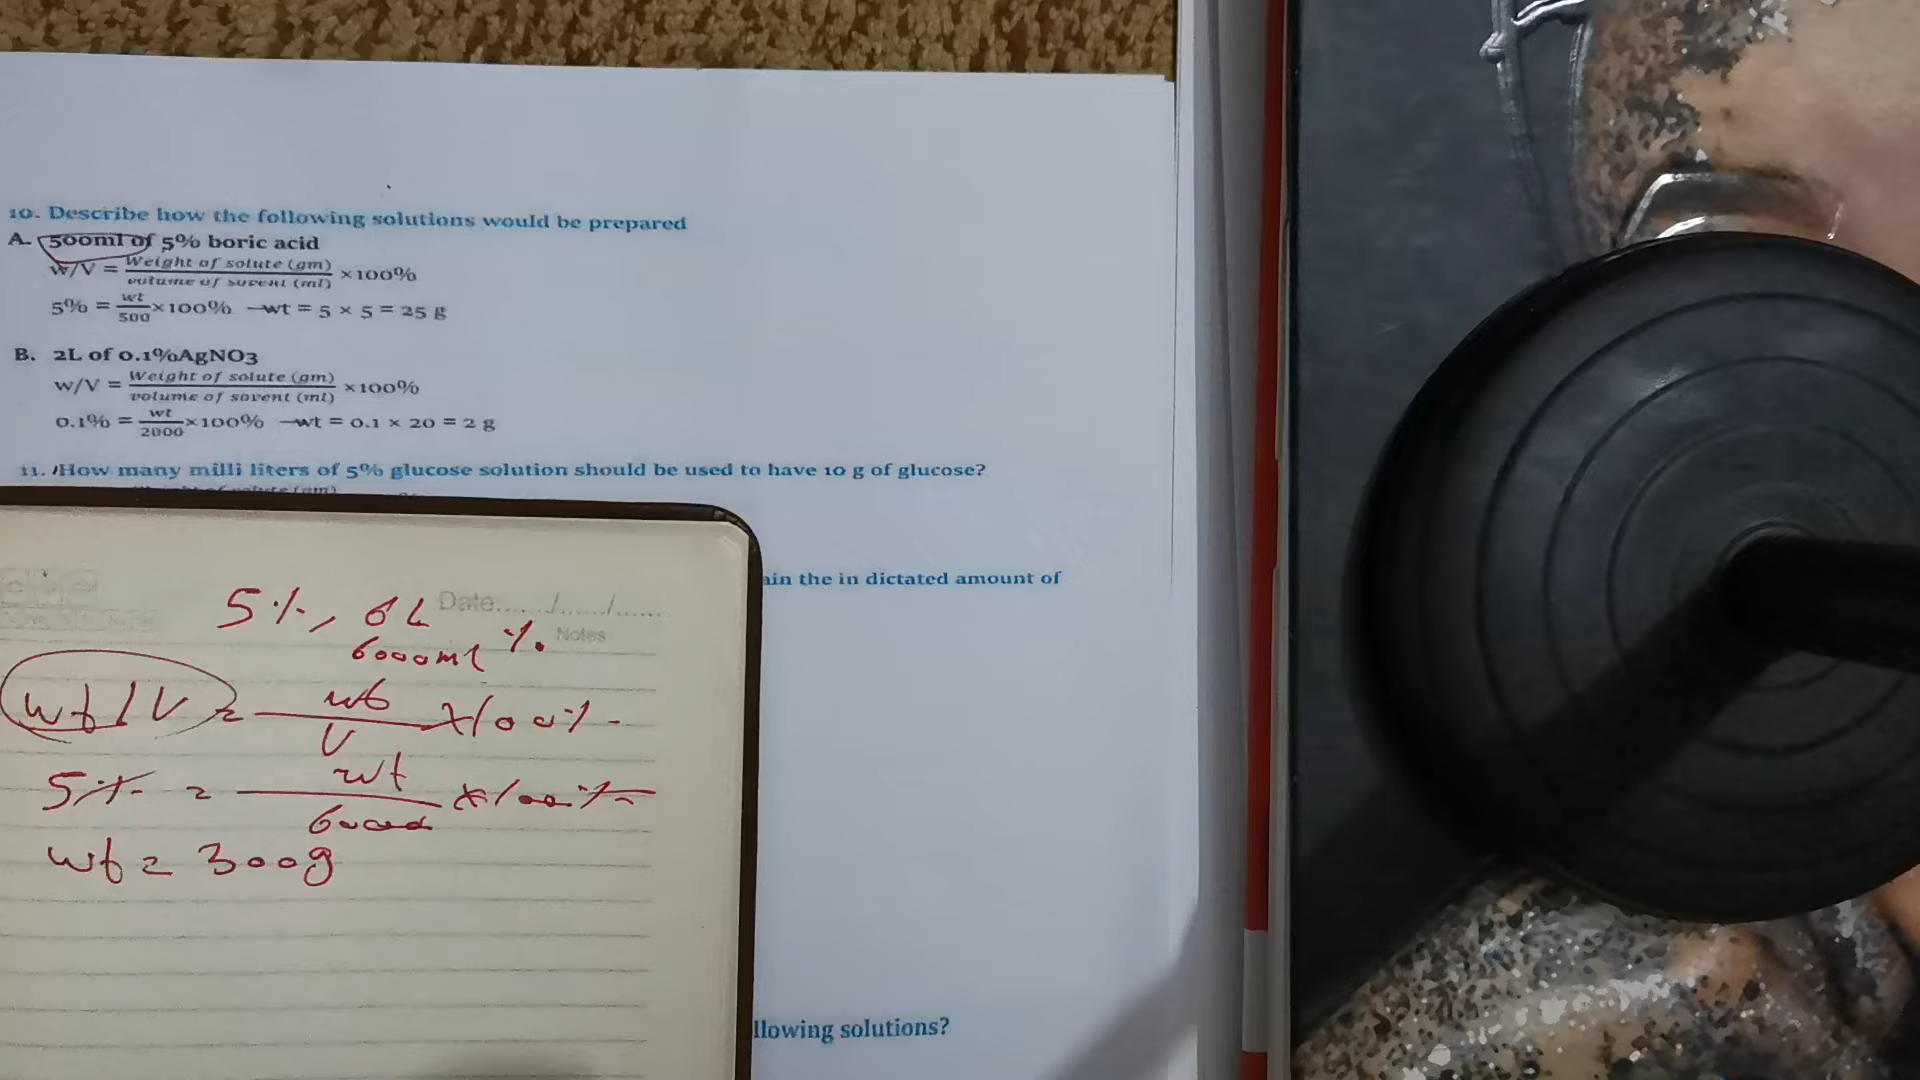 10. Describe how the following solutions would be prepared
A. 500ml of 5% boric acid
W/V = Weight of solute (gm) / volume of suvent (ml) ×100%
5% = wt/500 ×100% →wt = 5 × 5 = 25 g
B. 2L of 0.1%AgNO3
w/V = Weight of solute (gm) / volume of sovent (ml) ×100%
0.1% = wt/2000 ×100% →wt = 0.1 × 20 = 2 g
11. How many milli liters of 5% glucose solution should be used to have 10 g of glucose?
ain the in dictated amount of
llowing solutions?
Date....../....../......
Notes
5%, 6L
6000ml %
wt/V = wt/V × 100%
5% = wt/6000 × 100%
wt = 300g